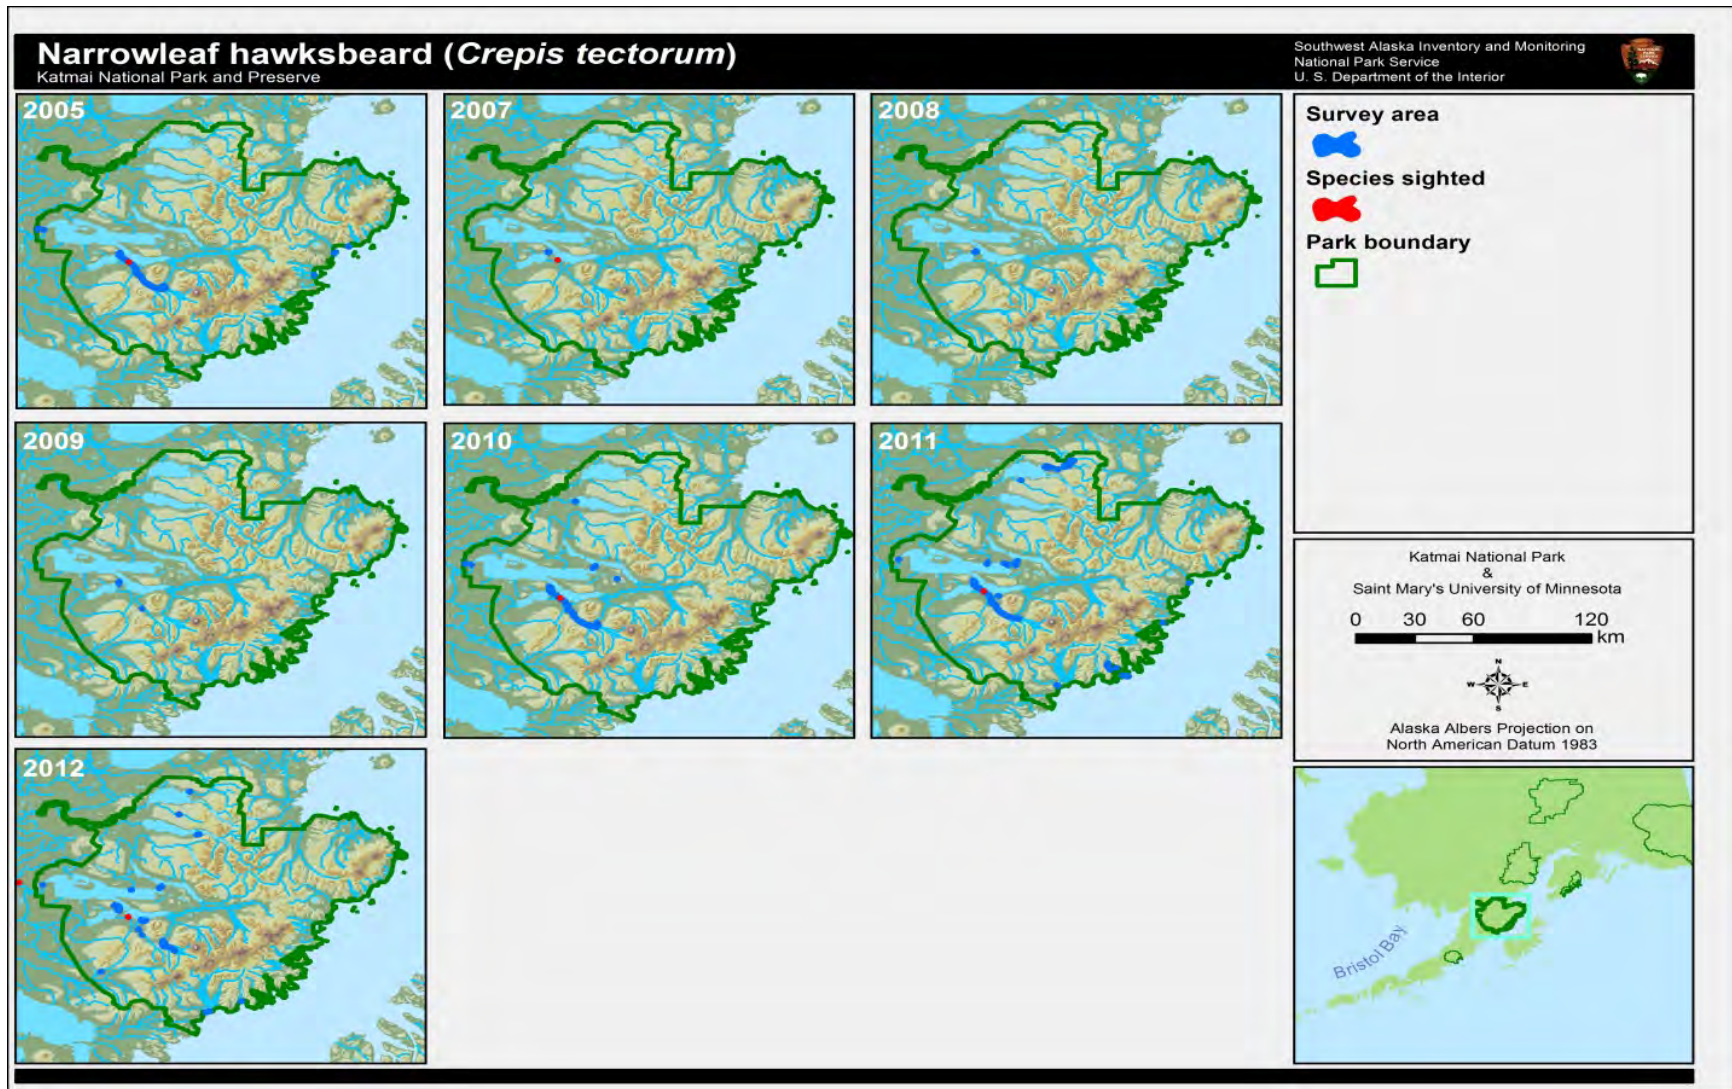 Narrowleaf hawksbeard (Crepis tectorum)
Katmai National Park and Preserve
Southwest Alaska Inventory and Monitoring
National Park Service
U. S. Department of the Interior
2005
2007
2008
Survey area
Species sighted
Park boundary
2009
2010
2011
Katmai National Park
&
Saint Mary's University of Minnesota
0 30 60 120
km
N
W E
S
Alaska Albers Projection on
North American Datum 1983
2012
Bristol Bay